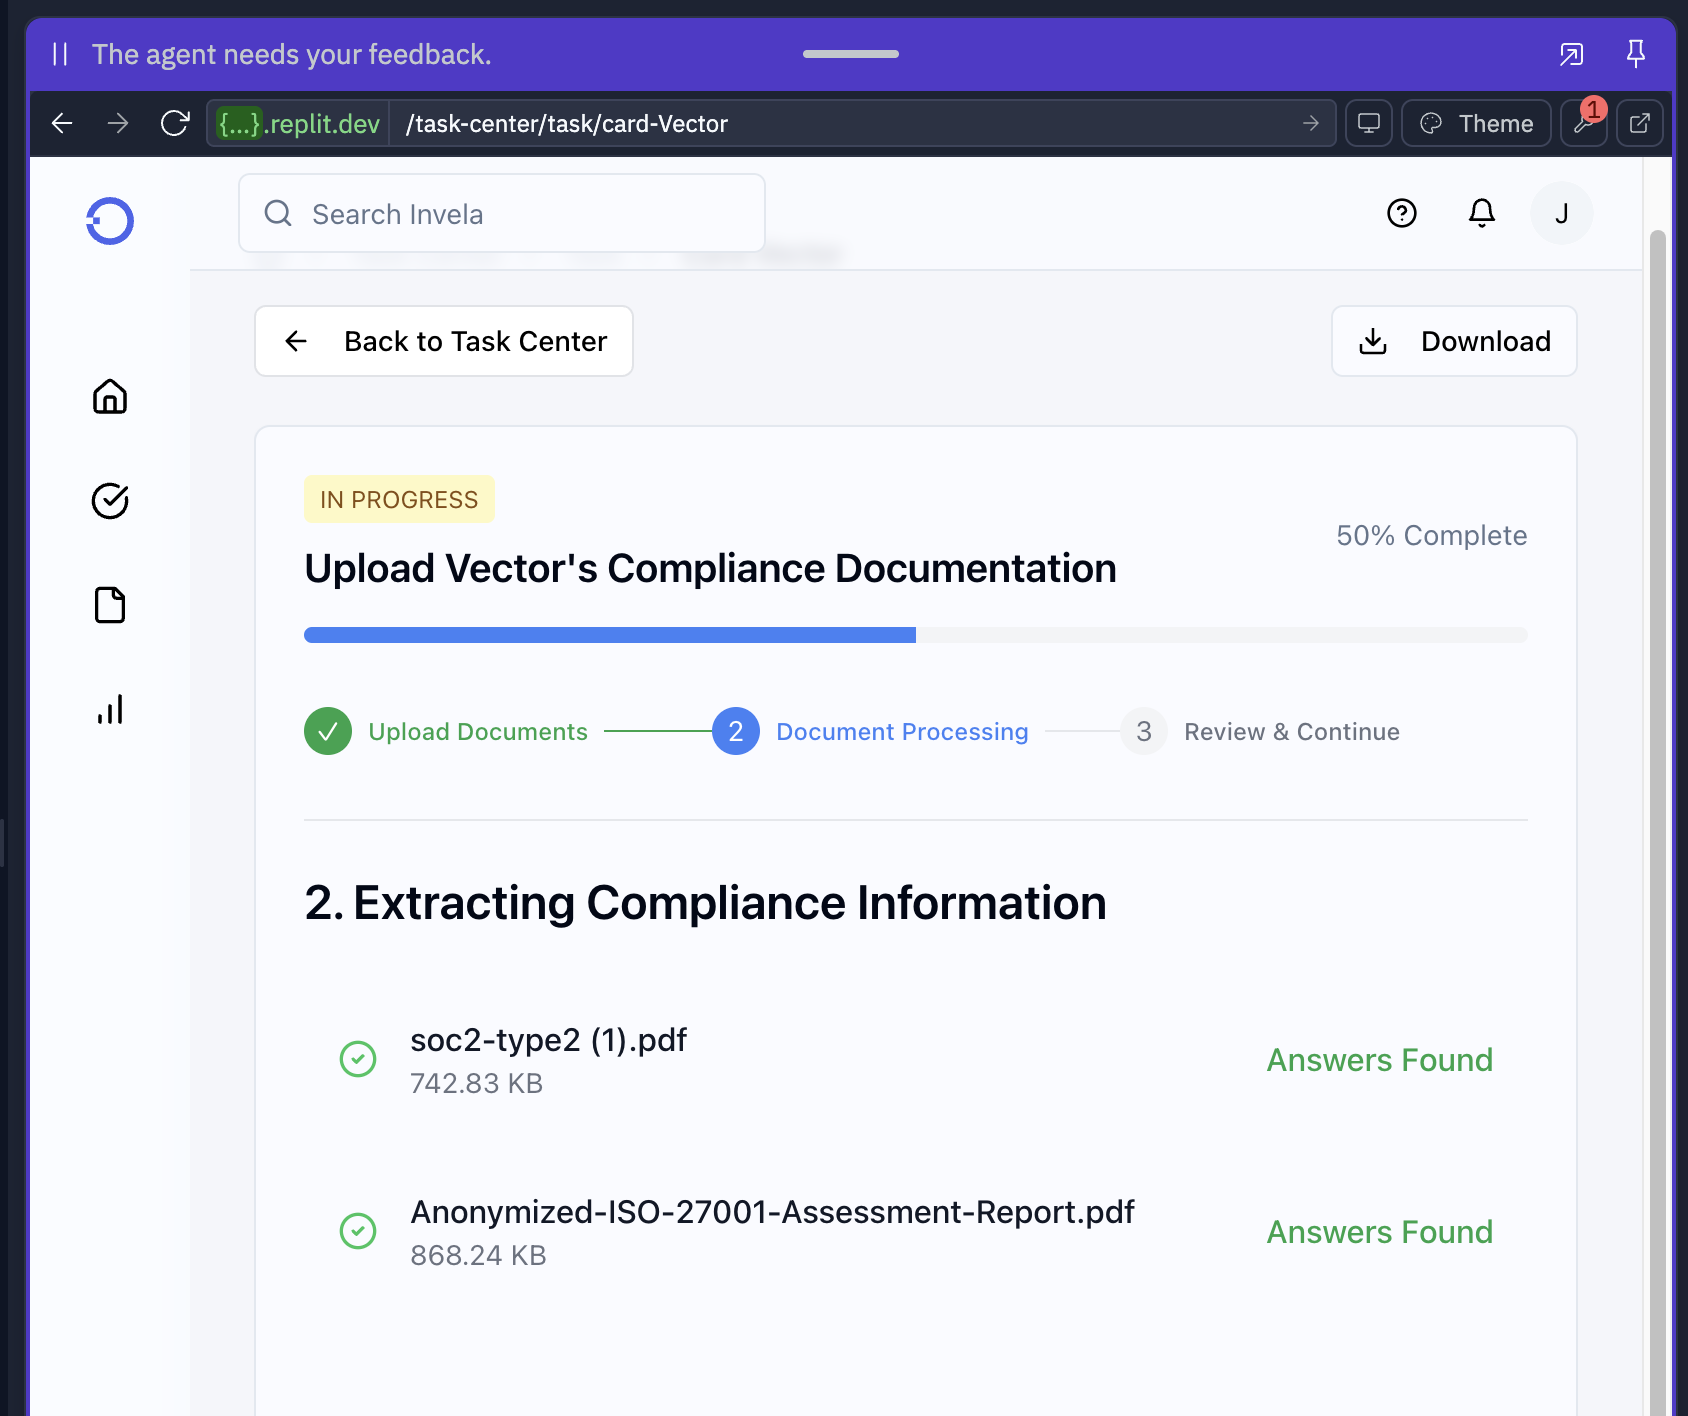 The agent needs your feedback.
{...}.replit.dev /task-center/task/card-Vector Theme 1
Search Invela J
Back to Task Center Download
IN PROGRESS
50% Complete
Upload Vector's Compliance Documentation
Upload Documents 2 Document Processing 3 Review & Continue
2. Extracting Compliance Information
soc2-type2 (1).pdf
742.83 KB
Answers Found
Anonymized-ISO-27001-Assessment-Report.pdf
868.24 KB
Answers Found